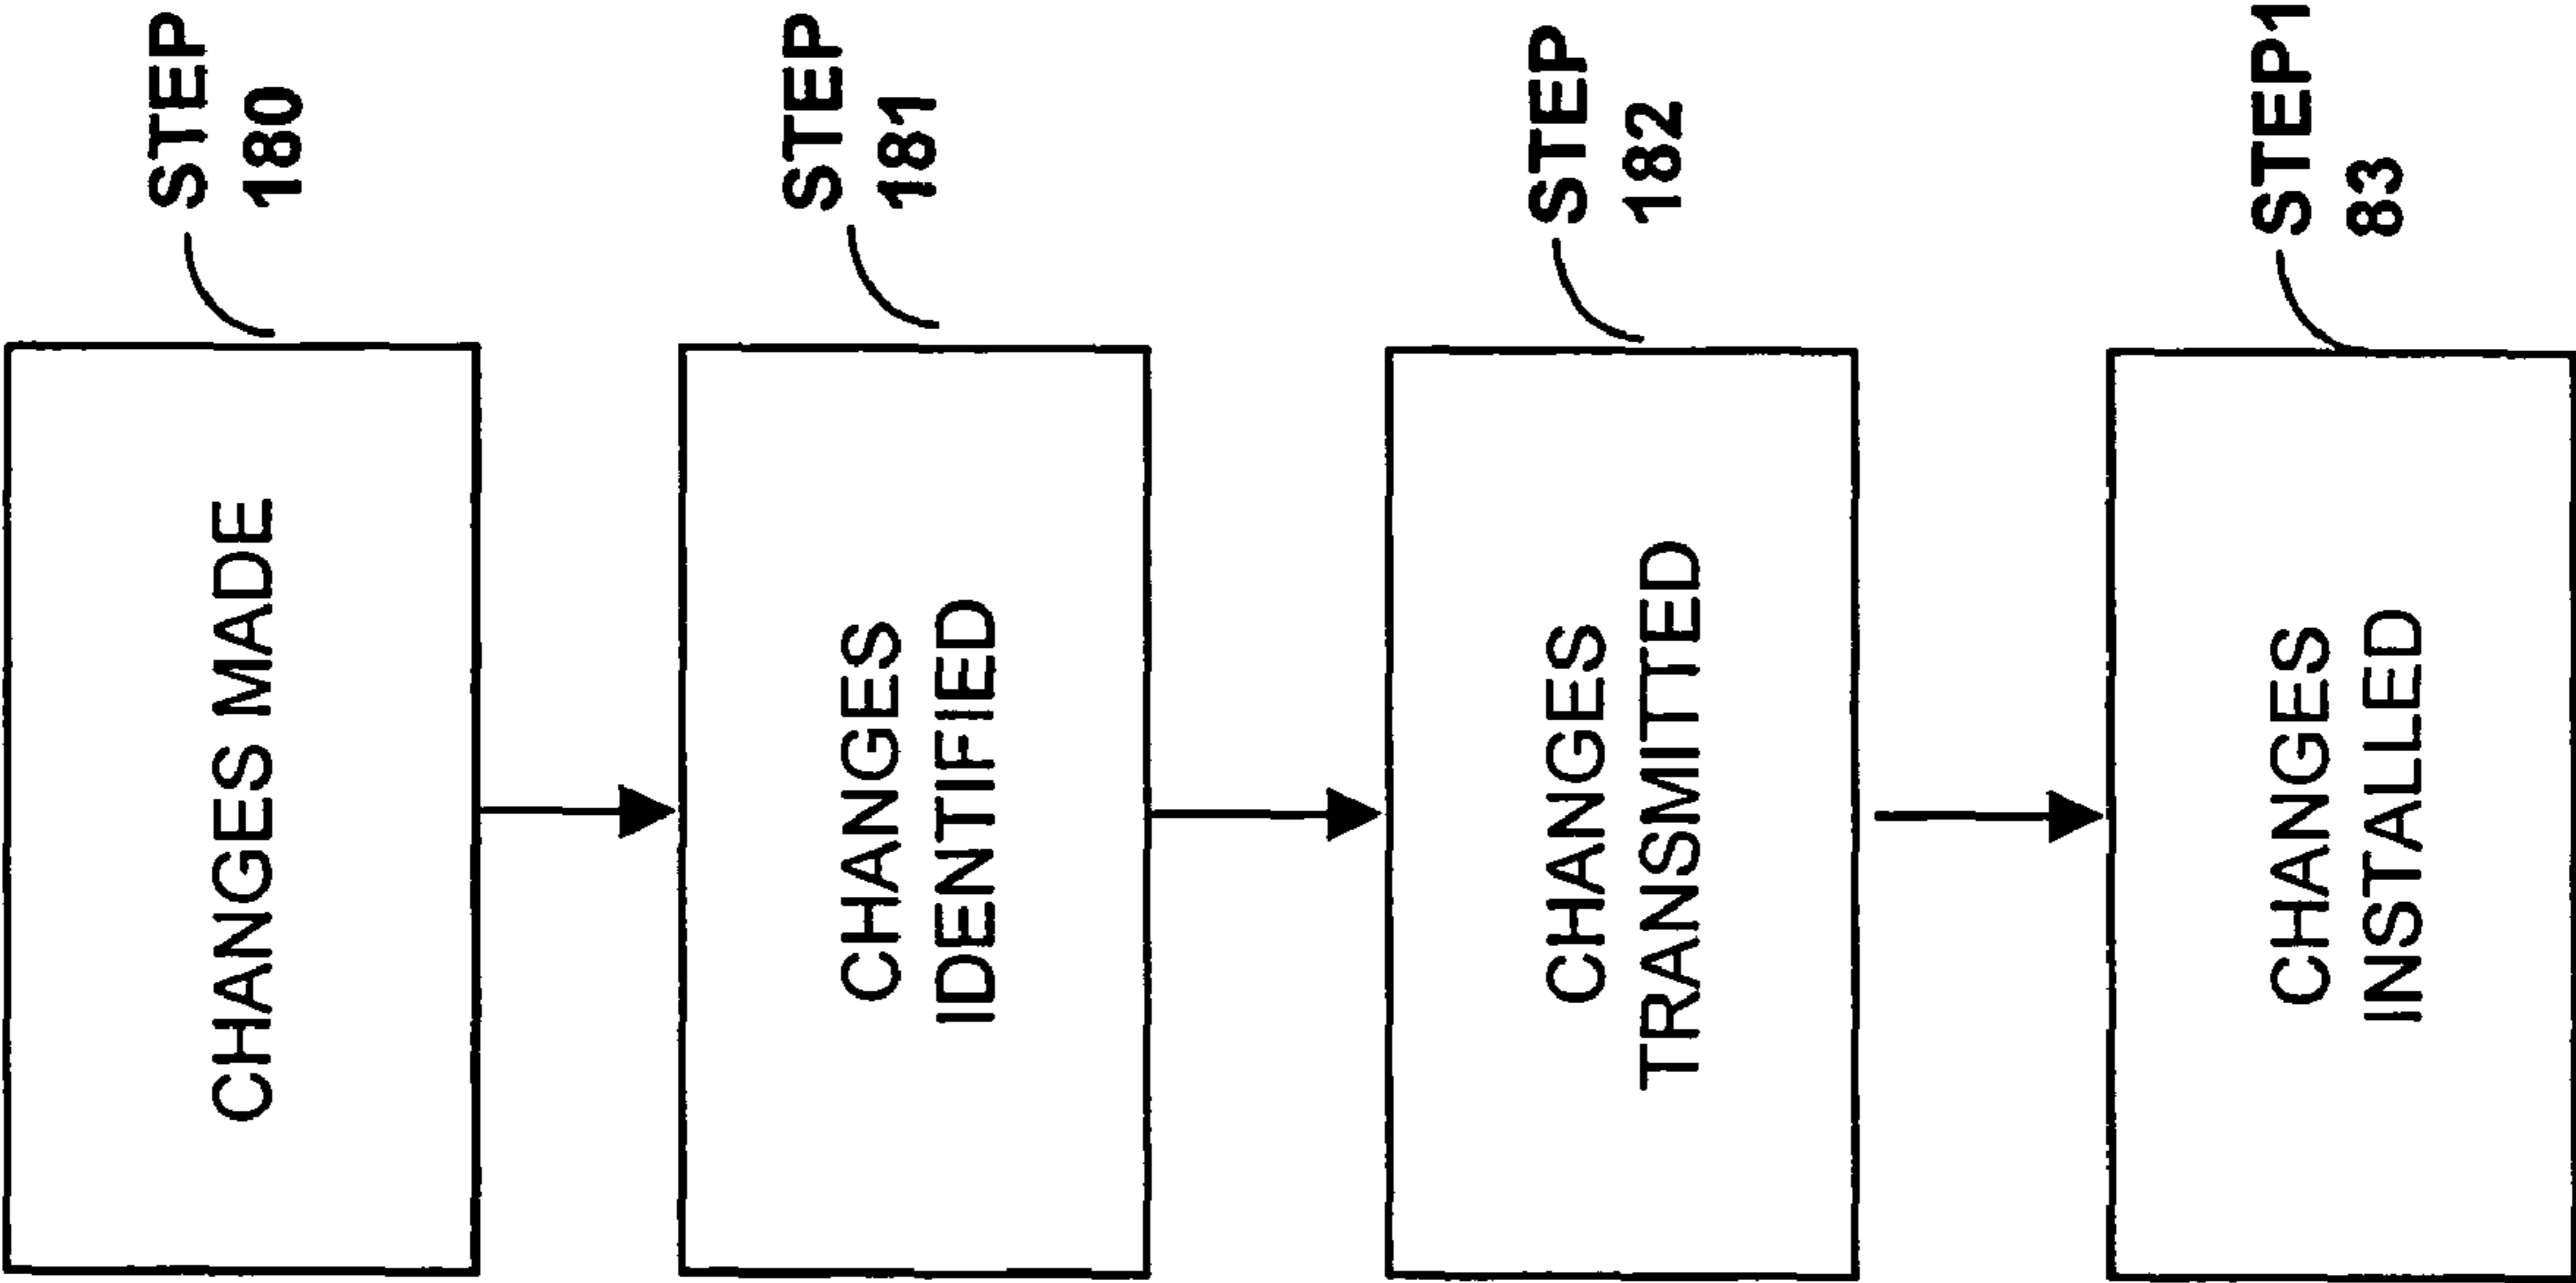 STEP
180
CHANGES MADE
STEP
181
CHANGES
IDENTIFIED
STEP
182
CHANGES
TRANSMITTED
STEP1
83
CHANGES
INSTALLED